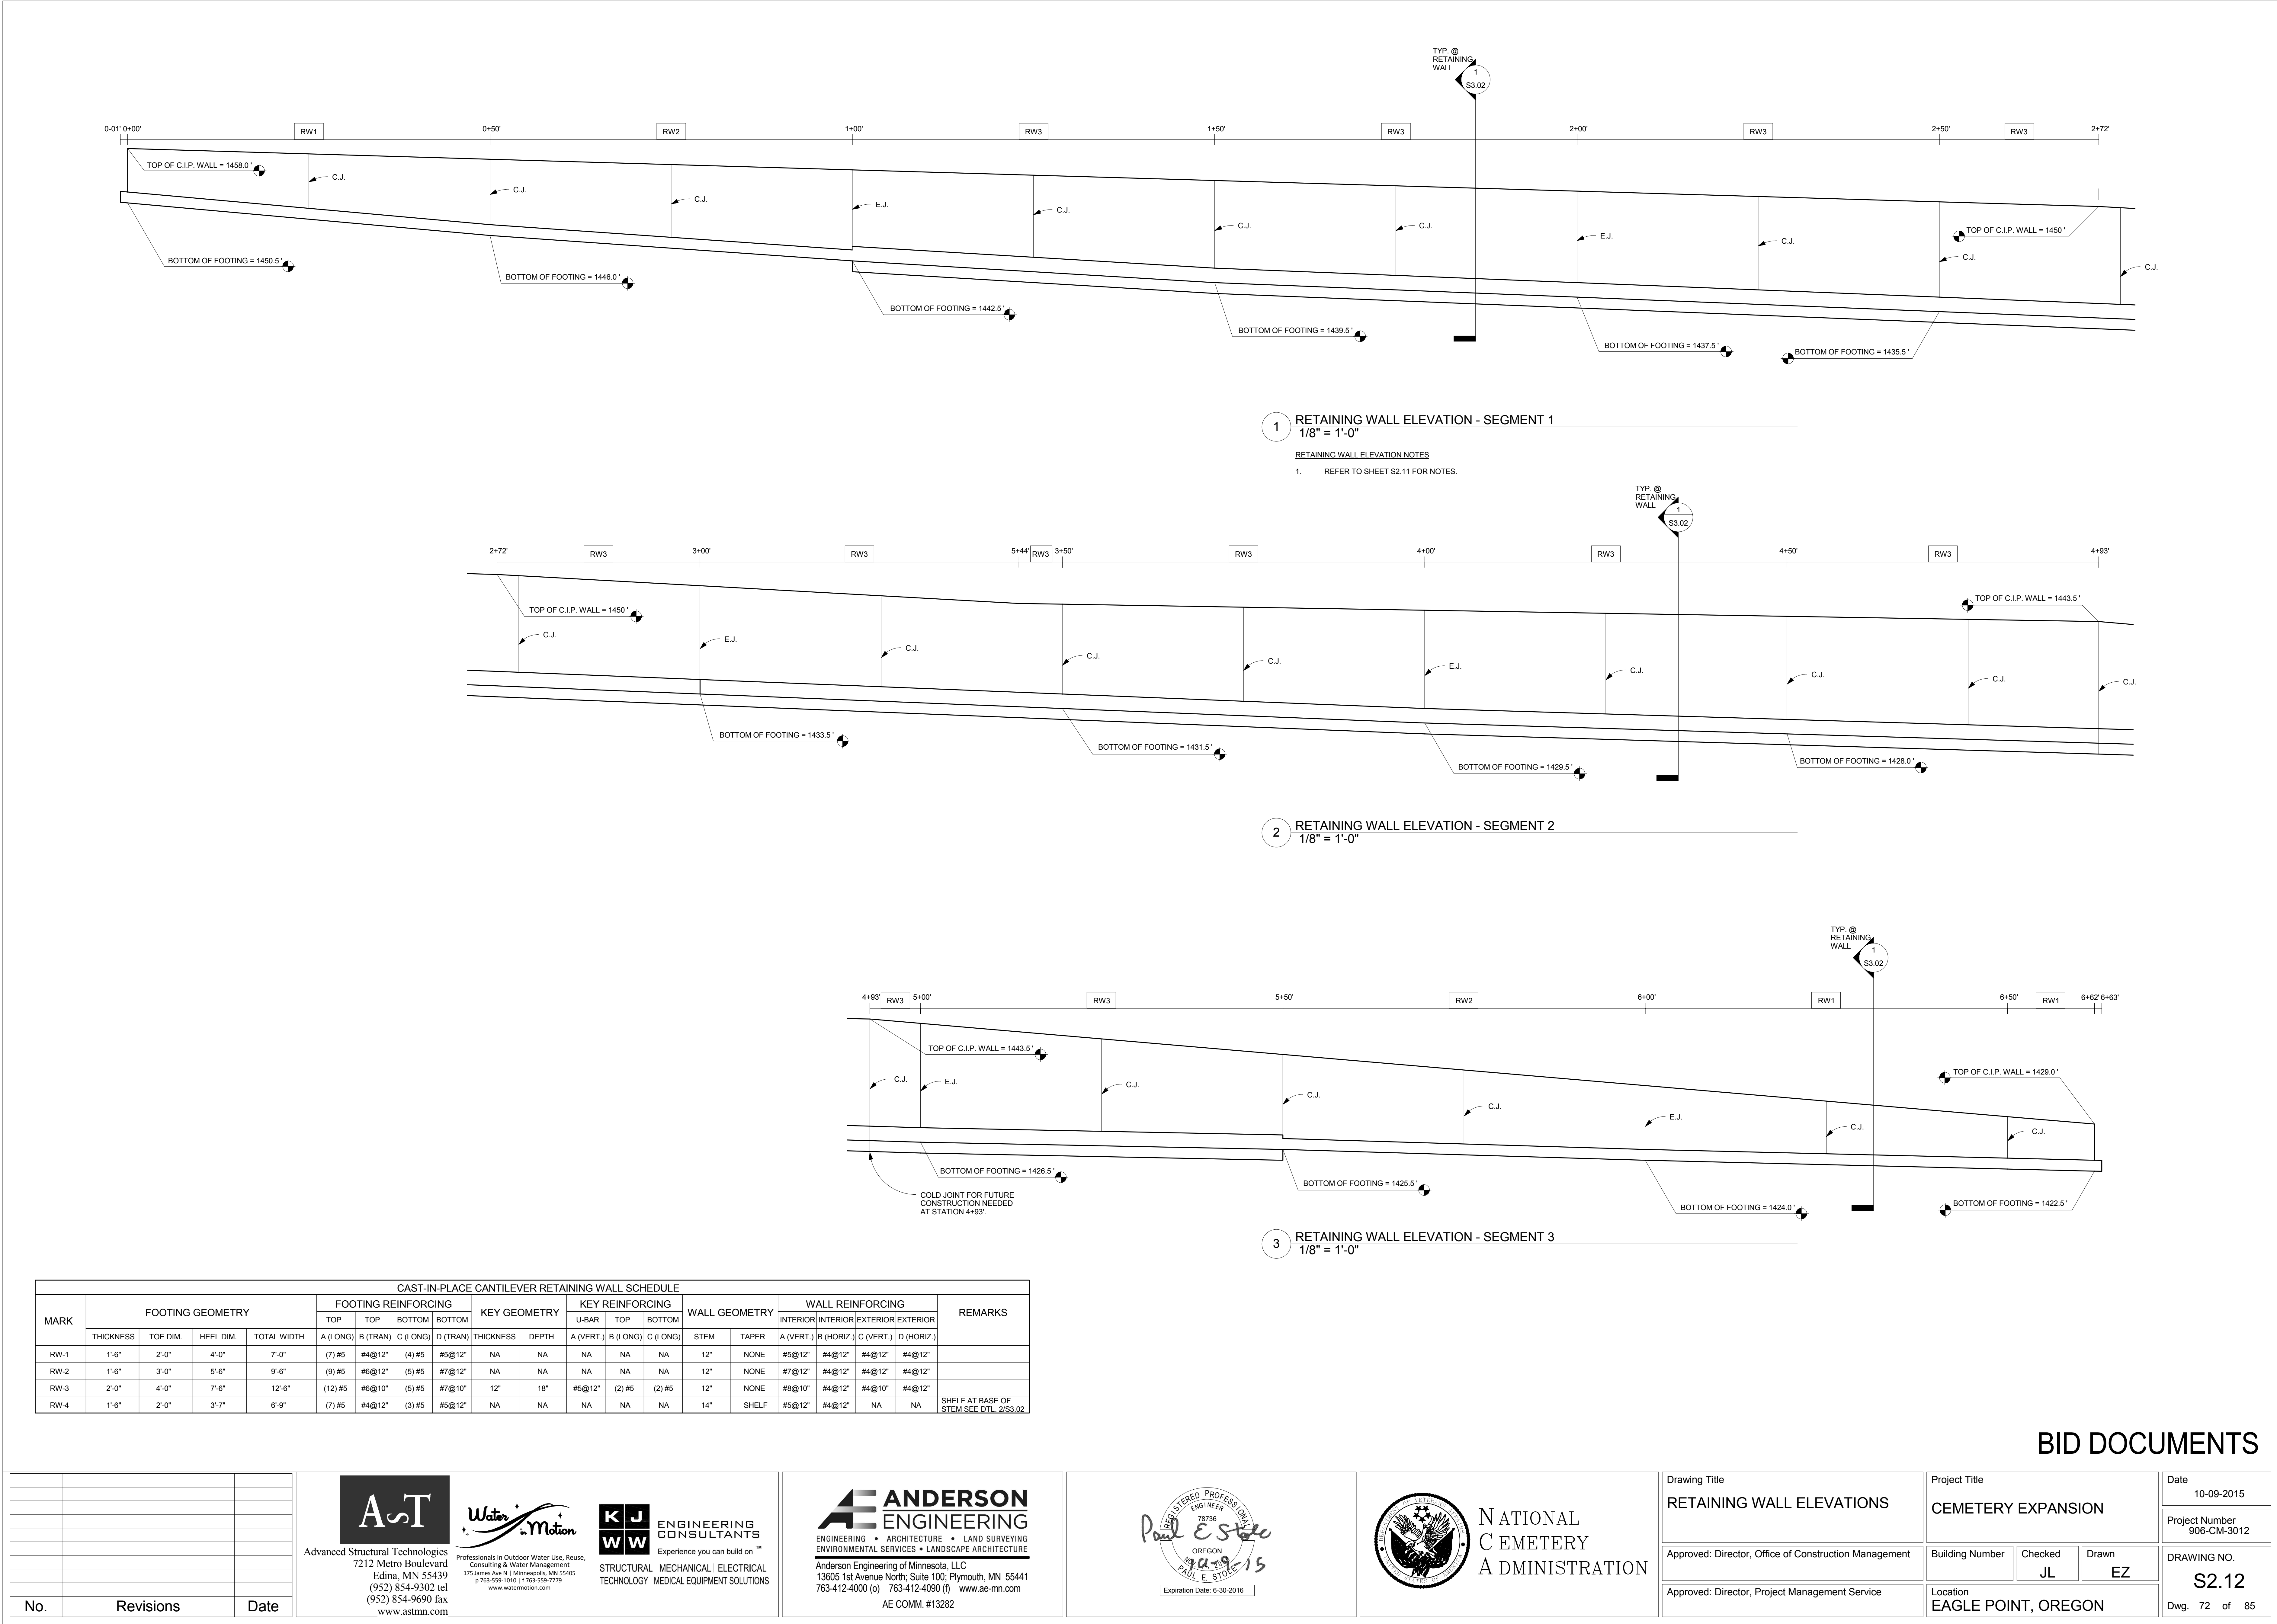 TYP. @
RETAINING
WALL
1
S3.02
0-01' 0+00' RW1 0+50' RW2 1+00' RW3 1+50' RW3 2+00' RW3 2+50' RW3 2+72'
TOP OF C.I.P. WALL = 1458.0 '
C.J.
C.J.
C.J.
E.J.
C.J.
C.J.
C.J.
E.J.
C.J.
TOP OF C.I.P. WALL = 1450 '
C.J.
C.J.
BOTTOM OF FOOTING = 1450.5 '
BOTTOM OF FOOTING = 1446.0 '
BOTTOM OF FOOTING = 1442.5 '
BOTTOM OF FOOTING = 1439.5 '
BOTTOM OF FOOTING = 1437.5 '
BOTTOM OF FOOTING = 1435.5 '
1 RETAINING WALL ELEVATION - SEGMENT 1
1/8" = 1'-0"
RETAINING WALL ELEVATION NOTES
1. REFER TO SHEET S2.11 FOR NOTES.
TYP. @
RETAINING
WALL
1
S3.02
2+72' RW3 3+00' RW3 5+44' RW3 3+50' RW3 4+00' RW3 4+50' RW3 4+93'
TOP OF C.I.P. WALL = 1450 '
TOP OF C.I.P. WALL = 1443.5 '
C.J.
E.J.
C.J.
C.J.
C.J.
E.J.
C.J.
C.J.
C.J.
C.J.
BOTTOM OF FOOTING = 1433.5 '
BOTTOM OF FOOTING = 1431.5 '
BOTTOM OF FOOTING = 1429.5 '
BOTTOM OF FOOTING = 1428.0 '
2 RETAINING WALL ELEVATION - SEGMENT 2
1/8" = 1'-0"
TYP. @
RETAINING
WALL
1
S3.02
4+93' RW3 5+00' RW3 5+50' RW2 6+00' RW1 6+50' RW1 6+62' 6+63'
TOP OF C.I.P. WALL = 1443.5 '
TOP OF C.I.P. WALL = 1429.0 '
C.J.
E.J.
C.J.
C.J.
C.J.
E.J.
C.J.
C.J.
BOTTOM OF FOOTING = 1426.5 '
BOTTOM OF FOOTING = 1425.5 '
BOTTOM OF FOOTING = 1424.0 '
BOTTOM OF FOOTING = 1422.5 '
COLD JOINT FOR FUTURE
CONSTRUCTION NEEDED
AT STATION 4+93'.
3 RETAINING WALL ELEVATION - SEGMENT 3
1/8" = 1'-0"
CAST-IN-PLACE CANTILEVER RETAINING WALL SCHEDULE
MARK FOOTING GEOMETRY FOOTING REINFORCING KEY GEOMETRY KEY REINFORCING WALL GEOMETRY WALL REINFORCING REMARKS
TOP TOP BOTTOM BOTTOM U-BAR TOP BOTTOM INTERIOR INTERIOR EXTERIOR EXTERIOR
THICKNESS TOE DIM. HEEL DIM. TOTAL WIDTH A (LONG) B (TRAN) C (LONG) D (TRAN) THICKNESS DEPTH A (VERT.) B (LONG) C (LONG) STEM TAPER A (VERT.) B (HORIZ.) C (VERT.) D (HORIZ.)
RW-1 1'-6" 2'-0" 4'-0" 7'-0" (7) #5 #4@12" (4) #5 #5@12" NA NA NA NA NA 12" NONE #5@12" #4@12" #4@12" #4@12"
RW-2 1'-6" 3'-0" 5'-6" 9'-6" (9) #5 #6@12" (5) #5 #7@12" NA NA NA NA NA 12" NONE #7@12" #4@12" #4@12" #4@12"
RW-3 2'-0" 4'-0" 7'-6" 12'-6" (12) #5 #6@10" (5) #5 #7@10" 12" 18" #5@12" (2) #5 (2) #5 12" NONE #8@10" #4@12" #4@10" #4@12"
RW-4 1'-6" 2'-0" 3'-7" 6'-9" (7) #5 #4@12" (3) #5 #5@12" NA NA NA NA NA 14" SHELF #5@12" #4@12" NA NA SHELF AT BASE OF
STEM SEE DTL. 2/S3.02
BID DOCUMENTS
No. Revisions Date
AST
Advanced Structural Technologies
7212 Metro Boulevard
Edina, MN 55439
(952) 854-9302 tel
(952) 854-9690 fax
www.astmn.com
Water in Motion
Professionals in Outdoor Water Use, Reuse,
Consulting & Water Management
175 James Ave N | Minneapolis, MN 55405
p 763-559-1010 | f 763-559-7779
www.watermotion.com
KJWW ENGINEERING
CONSULTANTS
Experience you can build on ™
STRUCTURAL MECHANICAL ELECTRICAL
TECHNOLOGY MEDICAL EQUIPMENT SOLUTIONS
AE ANDERSON
ENGINEERING
ENGINEERING • ARCHITECTURE • LAND SURVEYING
ENVIRONMENTAL SERVICES • LANDSCAPE ARCHITECTURE
Anderson Engineering of Minnesota, LLC
13605 1st Avenue North; Suite 100; Plymouth, MN 55441
763-412-4000 (o) 763-412-4090 (f) www.ae-mn.com
AE COMM. #13282
REGISTERED PROFESSIONAL
ENGINEER
78736
Paul E Stole
OREGON
10-9-15
PAUL E. STOLE
Expiration Date: 6-30-2016
NATIONAL
CEMETERY
ADMINISTRATION
Drawing Title
RETAINING WALL ELEVATIONS
Approved: Director, Office of Construction Management
Approved: Director, Project Management Service
Project Title
CEMETERY EXPANSION
Building Number
Checked
JL
Drawn
EZ
Location
EAGLE POINT, OREGON
Date
10-09-2015
Project Number
906-CM-3012
DRAWING NO.
S2.12
Dwg. 72 of 85